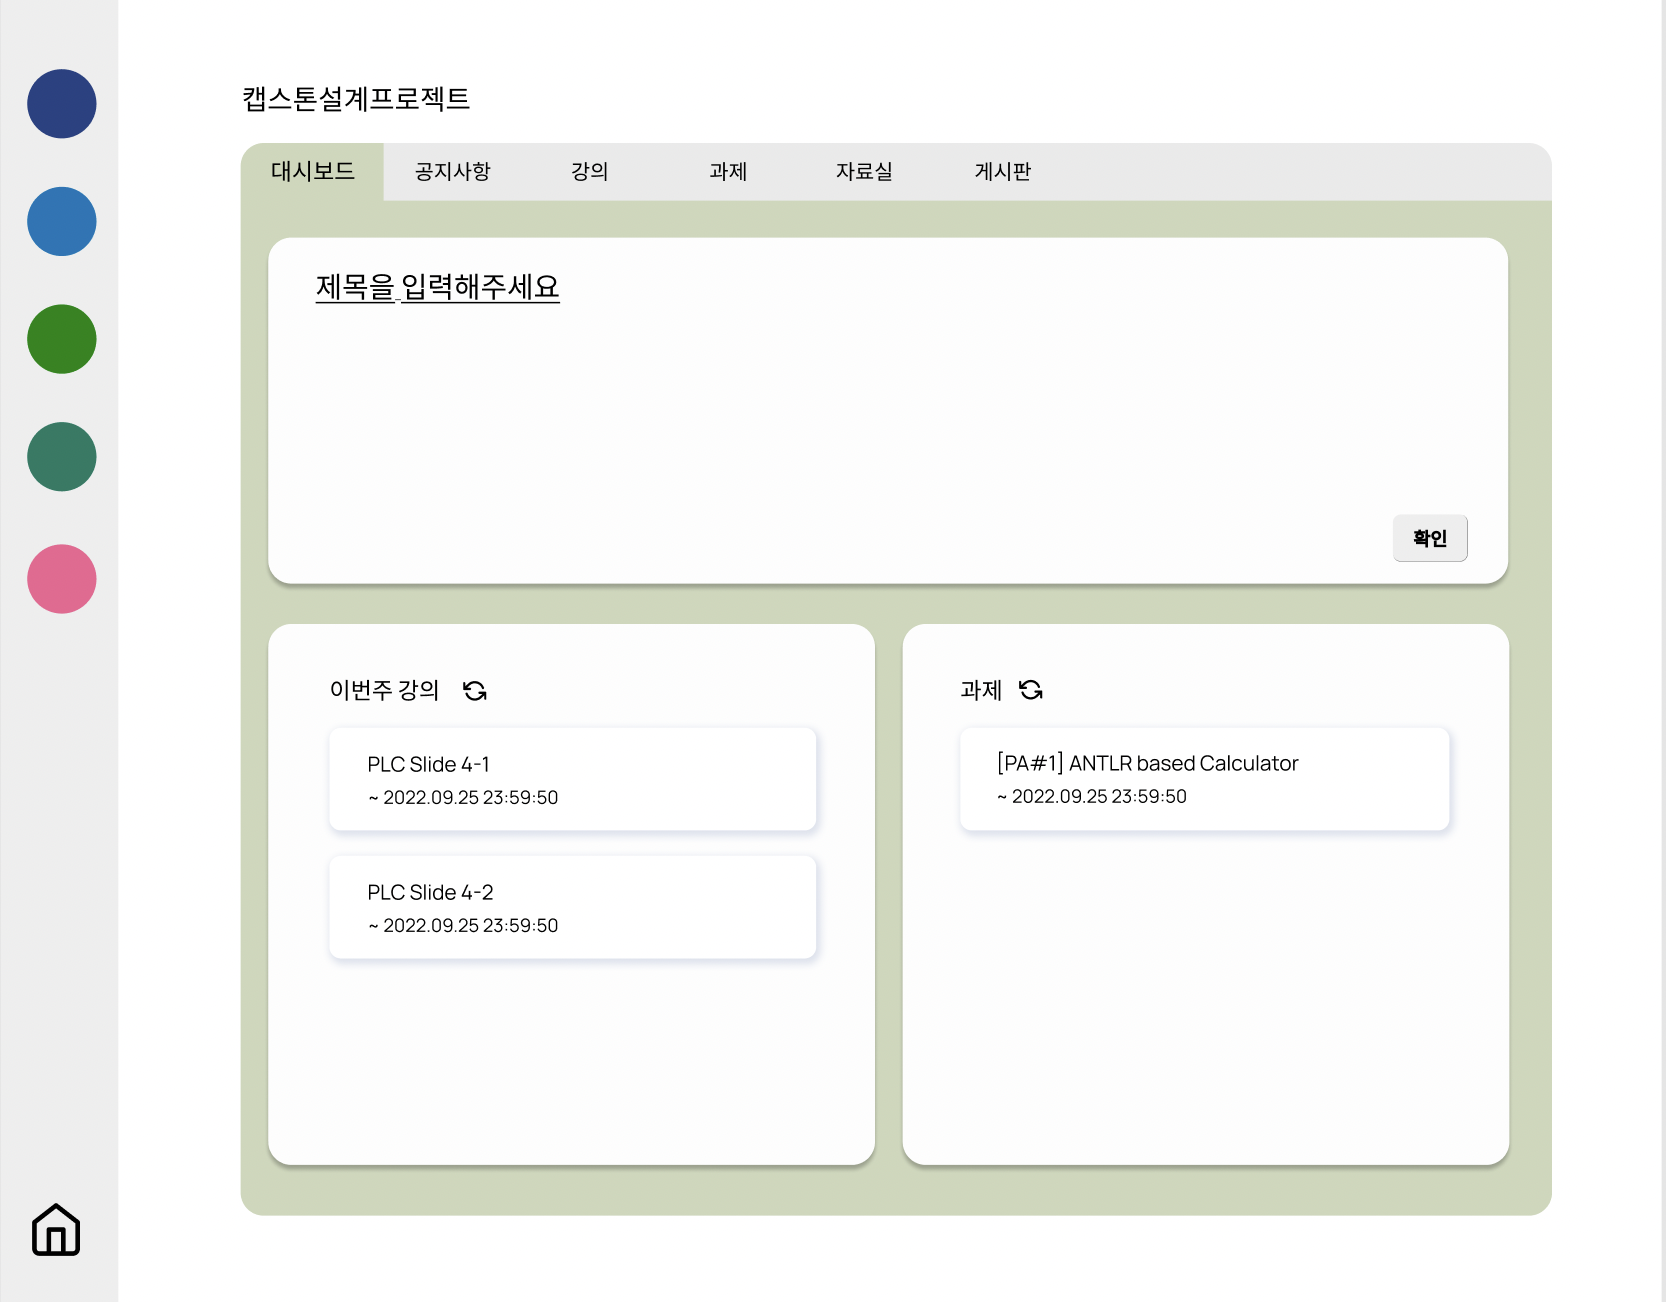 캡스톤설계프로젝트
대시보드 공지사항 강의 과제 자료실 게시판
제목을 입력해주세요
확인
이번주 강의
PLC Slide 4-1
~ 2022.09.25 23:59:50
PLC Slide 4-2
~ 2022.09.25 23:59:50
과제
[PA#1] ANTLR based Calculator
~ 2022.09.25 23:59:50